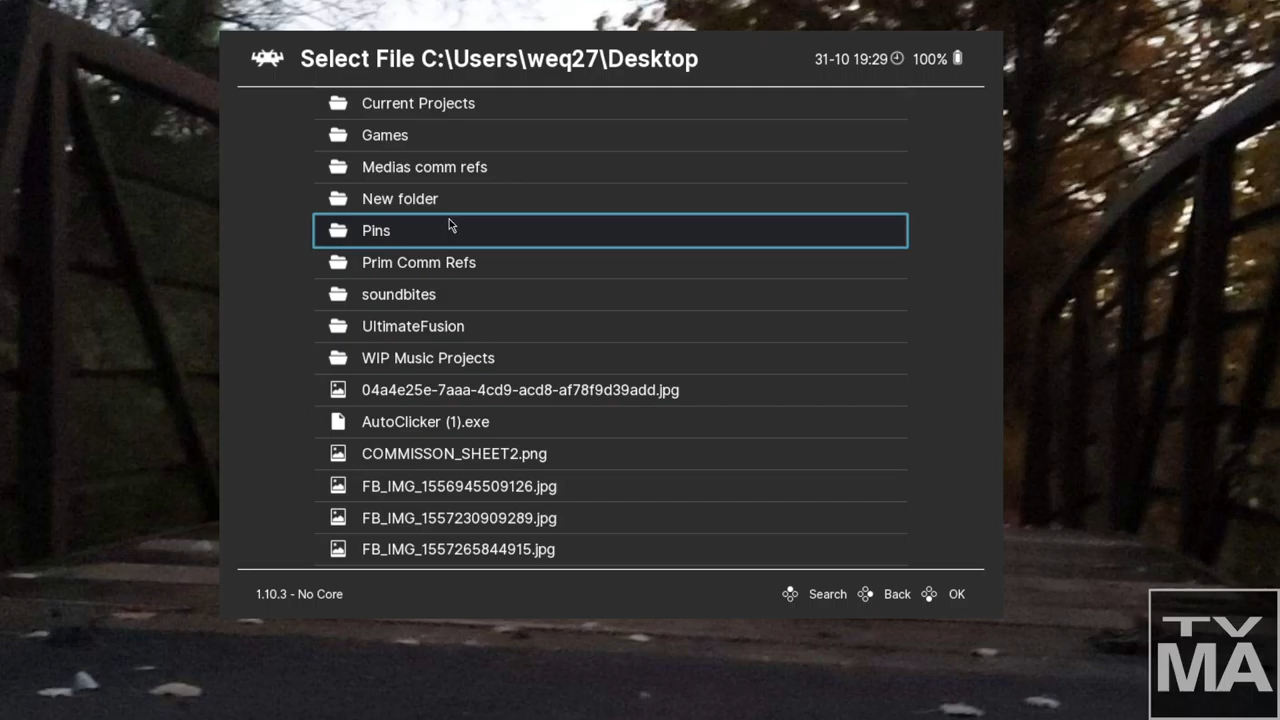 Select File C:\Users\weq27\Desktop
31-10 19:29 100%
Current Projects
Games
Medias comm refs
New folder
Pins
Prim Comm Refs
soundbites
UltimateFusion
WIP Music Projects
04a4e25e-7aaa-4cd9-acd8-af78f9d39add.jpg
AutoClicker (1).exe
COMMISSON_SHEET2.png
FB_IMG_1556945509126.jpg
FB_IMG_1557230909289.jpg
FB_IMG_1557265844915.jpg
1.10.3 - No Core
Search Back OK
TV
MA